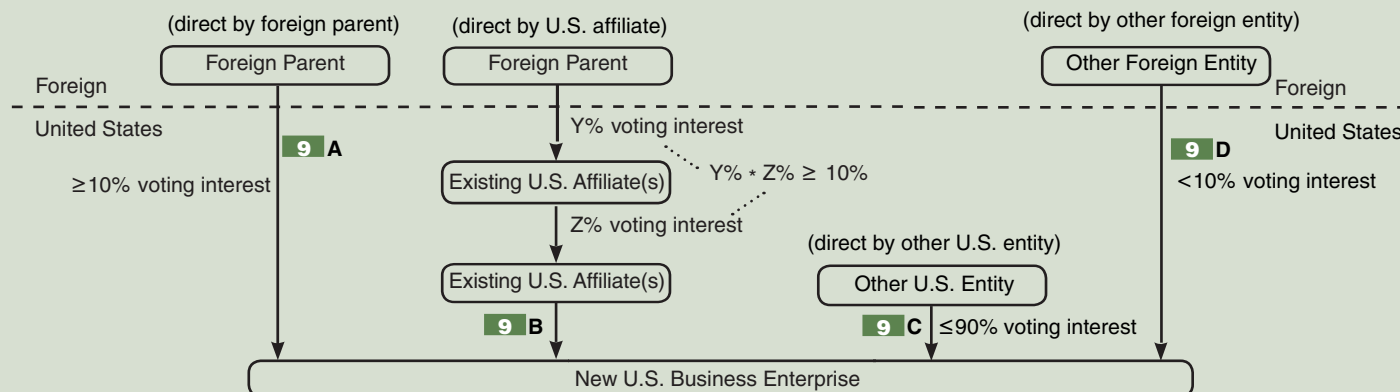 (direct by foreign parent)
(direct by U.S. affiliate)
(direct by other foreign entity)
Foreign Parent
Foreign Parent
Other Foreign Entity
Foreign
Foreign
United States
United States
Y% voting interest
9 A
9 D
≥10% voting interest
Existing U.S. Affiliate(s)
Y% * Z% ≥ 10%
<10% voting interest
Z% voting interest
(direct by other U.S. entity)
Existing U.S. Affiliate(s)
Other U.S. Entity
9 B
9 C ≤90% voting interest
New U.S. Business Enterprise